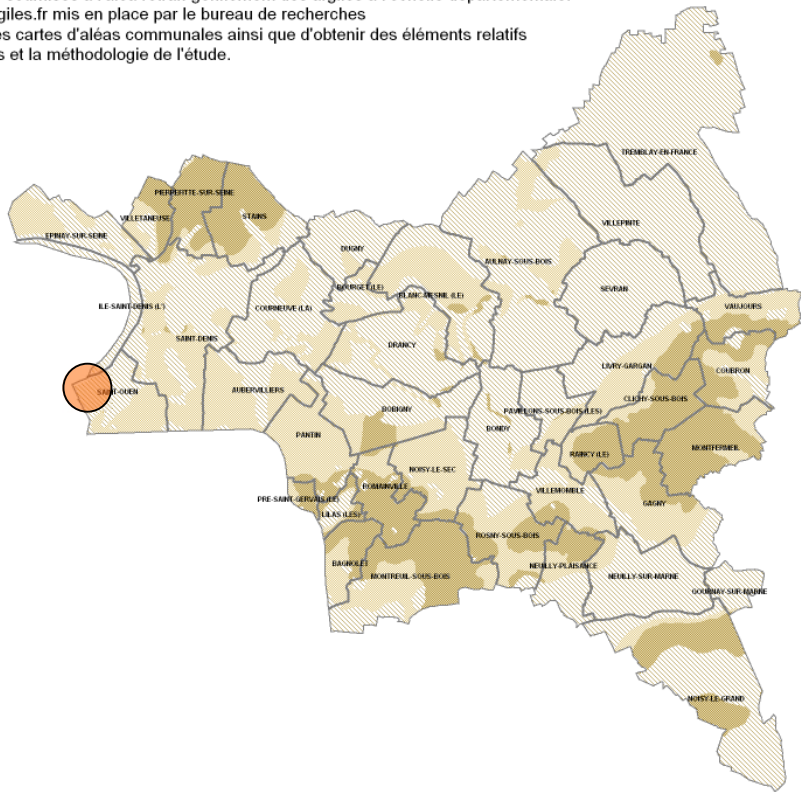 giles.fr mis en place par le bureau de recherches
es cartes d'aléas communales ainsi que d'obtenir des éléments relatifs
s et la méthodologie de l'étude.
TREMBLAY-EN-FRANCE
PIERREFITTE-SUR-SEINE
VILLETANEUSE
STAINS
VILLEPINTE
EPINAY-SUR-SEINE
DUGNY
AULNAY-SOUS-BOIS
BOURGET (LE)
SEVRAN
BLANC-MESNIL (LE)
ILE-SAINT-DENIS (L')
COURNEUVE (LA)
VAUJOURS
SAINT-DENIS
DRANCY
LIVRY-GARGAN
COUBRON
SAINT-OUEN
AUBERVILLIERS
CLICHY-SOUS-BOIS
BOBIGNY
PAVILLONS-SOUS-BOIS (LES)
BONDY
PANTIN
MONTFERMEIL
RAINCY (LE)
NOISY-LE-SEC
ROMAINVILLE
VILLEMOMBLE
PRE-SAINT-GERVAIS (LE)
GAGNY
LILAS (LES)
ROSNY-SOUS-BOIS
BAGNOLET
NEUILLY-PLAISANCE
MONTREUIL-SOUS-BOIS
NEUILLY-SUR-MARNE
GOURNAY-SUR-MARNE
NOISY-LE-GRAND